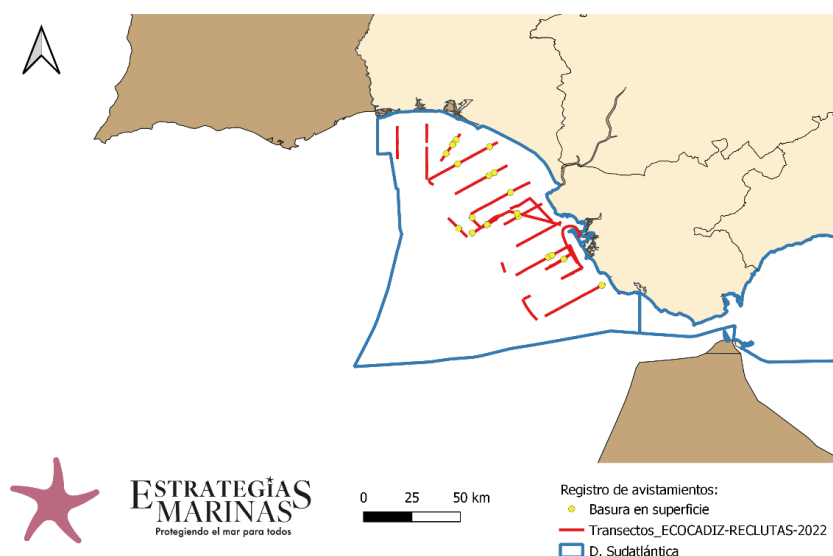 ESTRATEGIAS
MARINAS
Protegiendo el mar para todos
0 25 50 km
Registro de avistamientos:
Basura en superficie
Transectos_ECOCADIZ-RECLUTAS-2022
D. Sudatlántica